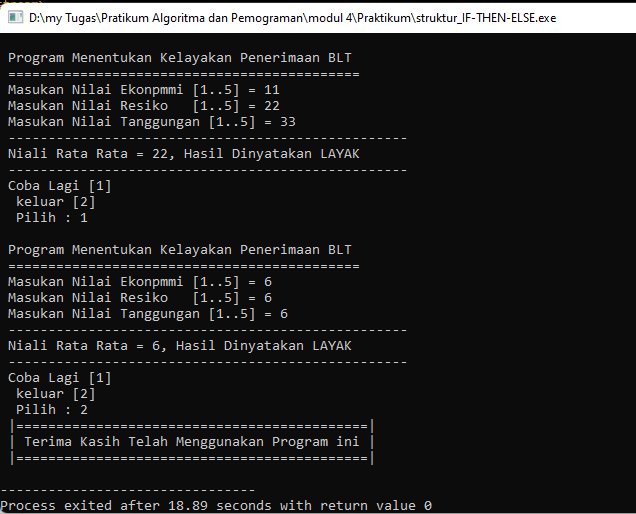 D:\my Tugas\Pratikum Algoritma dan Pemograman\modul 4\Praktikum\struktur_IF-THEN-ELSE.exe
Program Menentukan Kelayakan Penerimaan BLT
============================================
Masukan Nilai Ekonpmmi [1..5] = 11
Masukan Nilai Resiko   [1..5] = 22
Masukan Nilai Tanggungan [1..5] = 33
--------------------------------------------------
Niali Rata Rata = 22, Hasil Dinyatakan LAYAK
--------------------------------------------------
Coba Lagi [1]
keluar [2]
Pilih : 1
Program Menentukan Kelayakan Penerimaan BLT
============================================
Masukan Nilai Ekonpmmi [1..5] = 6
Masukan Nilai Resiko   [1..5] = 6
Masukan Nilai Tanggungan [1..5] = 6
--------------------------------------------------
Niali Rata Rata = 6, Hasil Dinyatakan LAYAK
--------------------------------------------------
Coba Lagi [1]
keluar [2]
Pilih : 2
|============================================|
| Terima Kasih Telah Menggunakan Program ini |
|============================================|
--------------------------------
Process exited after 18.89 seconds with return value 0